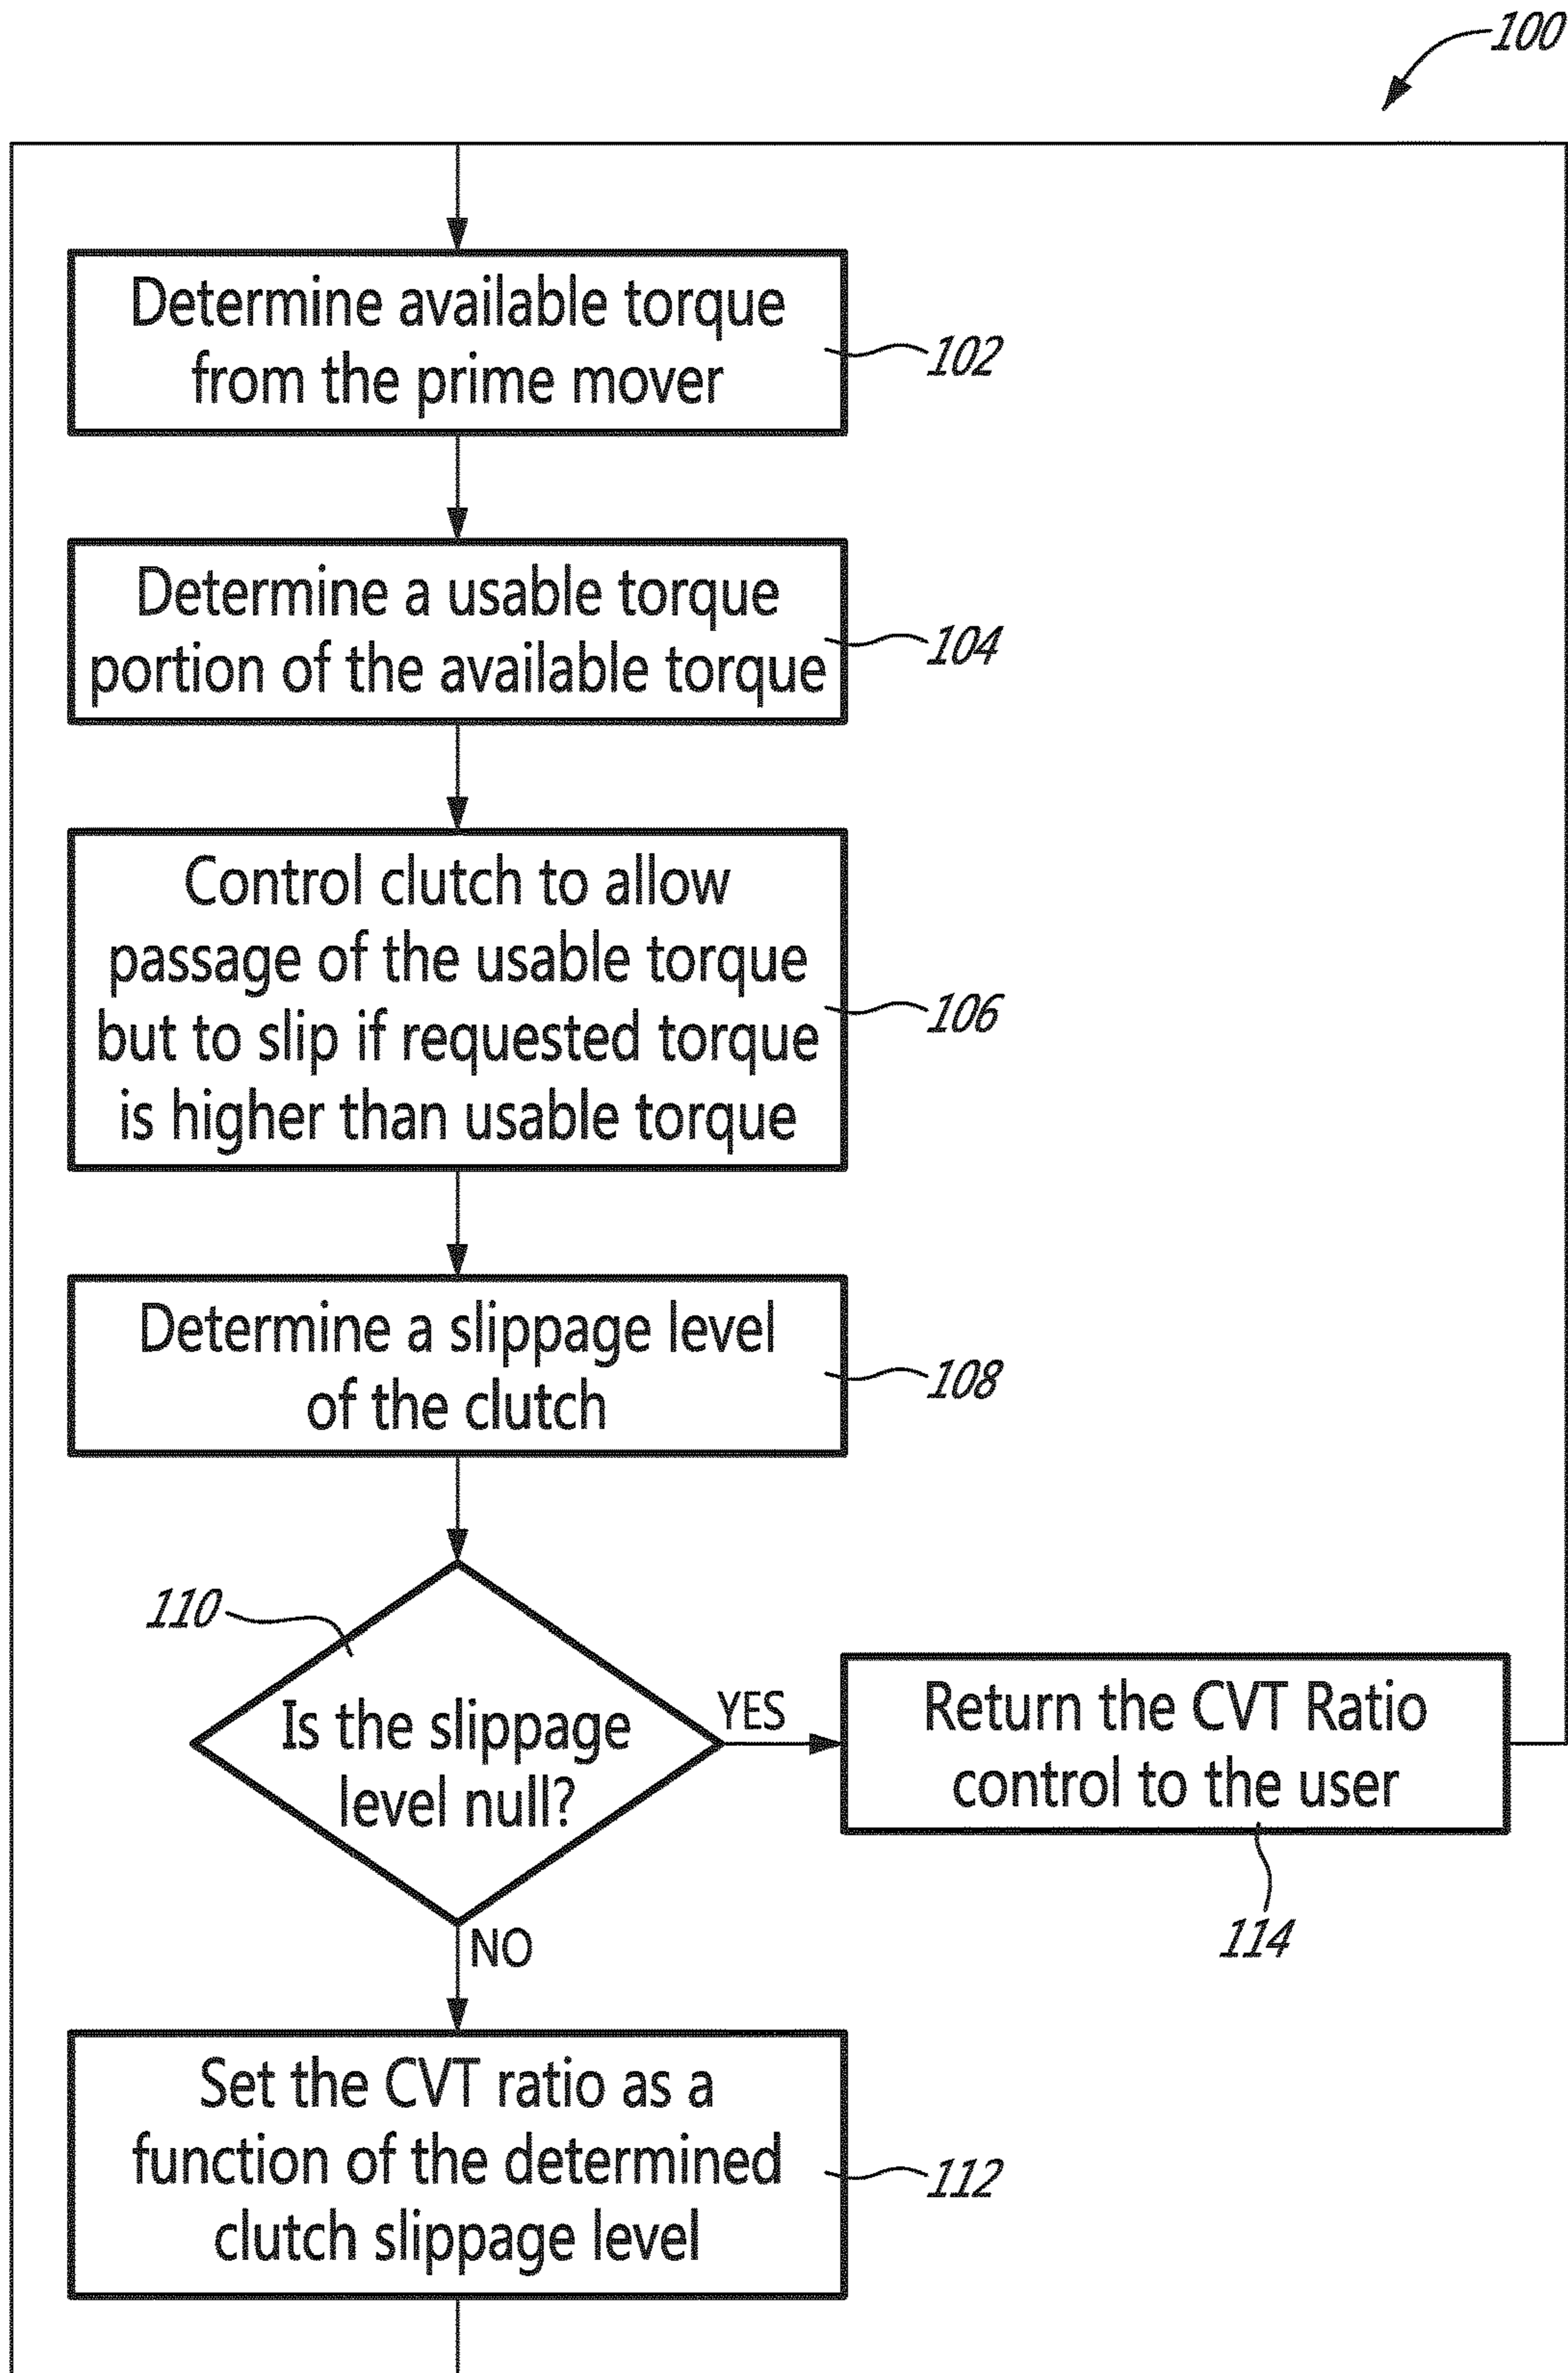 100
Determine available torque
from the prime mover
102
Determine a usable torque
portion of the available torque
104
Control clutch to allow
passage of the usable torque
but to slip if requested torque
is higher than usable torque
106
Determine a slippage level
of the clutch
108
110
Is the slippage
level null?
YES
Return the CVT Ratio
control to the user
114
NO
Set the CVT ratio as a
function of the determined
clutch slippage level
112